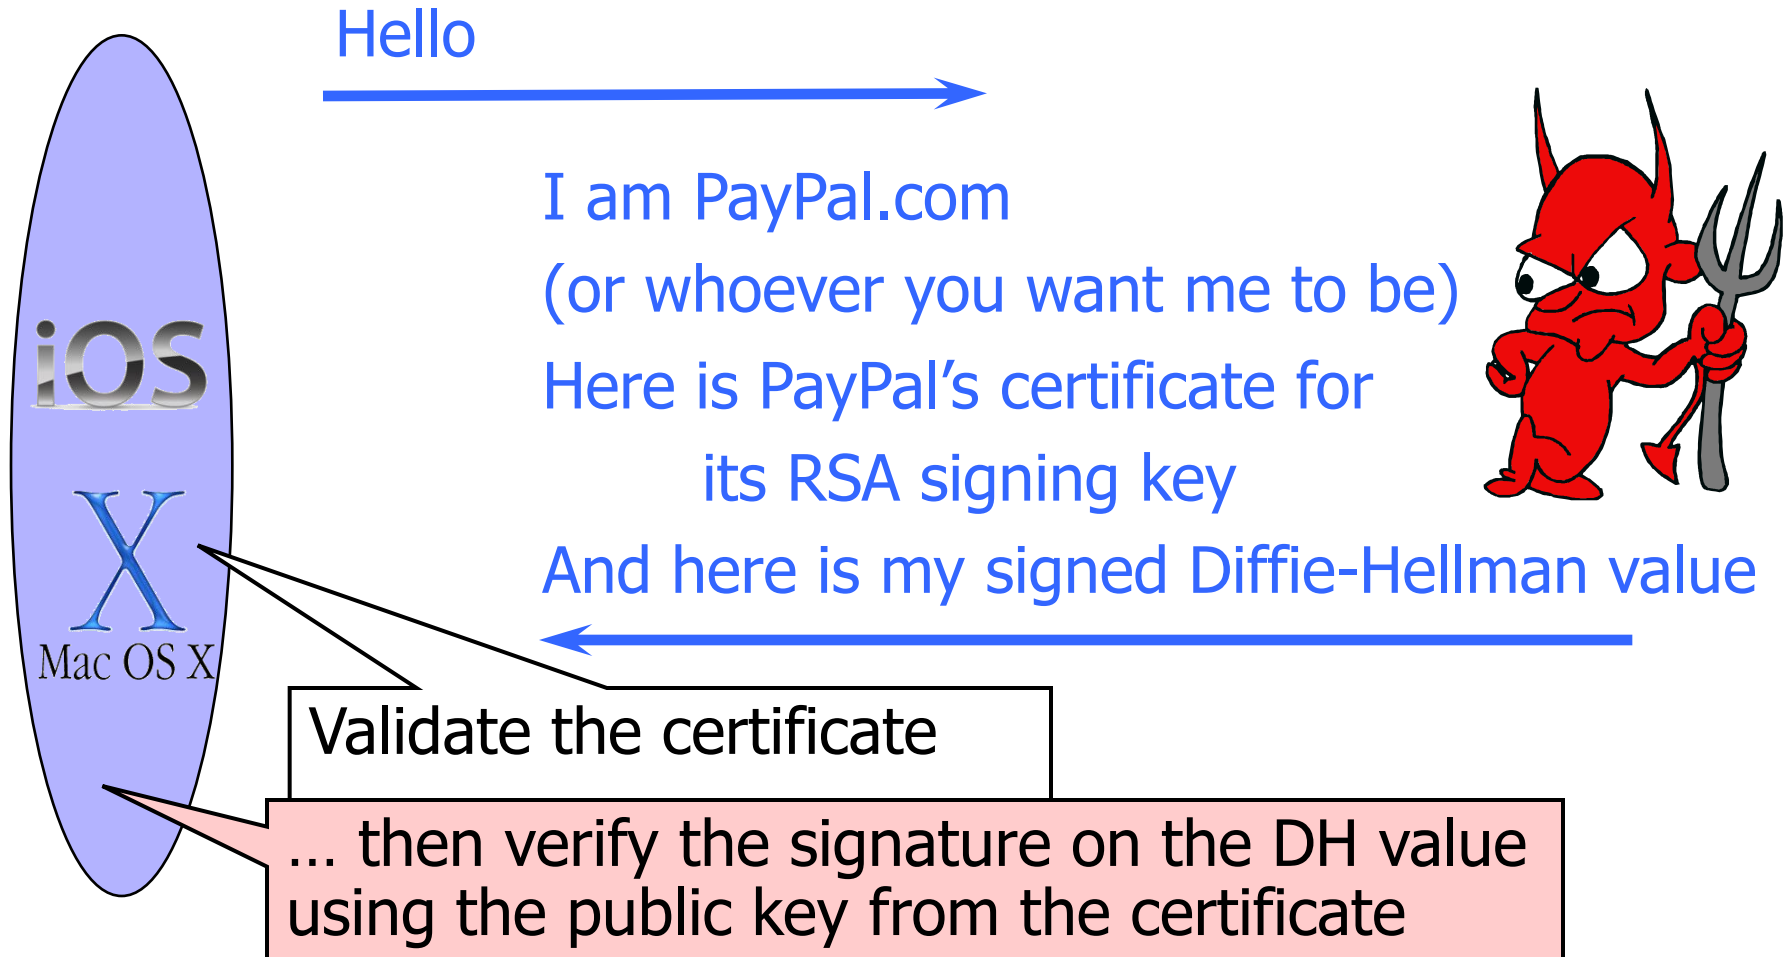 Hello
I am PayPal.com
(or whoever you want me to be)
Here is PayPal’s certificate for
its RSA signing key
And here is my signed Diffie-Hellman value
iOS
X
Mac OS X
Validate the certificate
… then verify the signature on the DH value
using the public key from the certificate